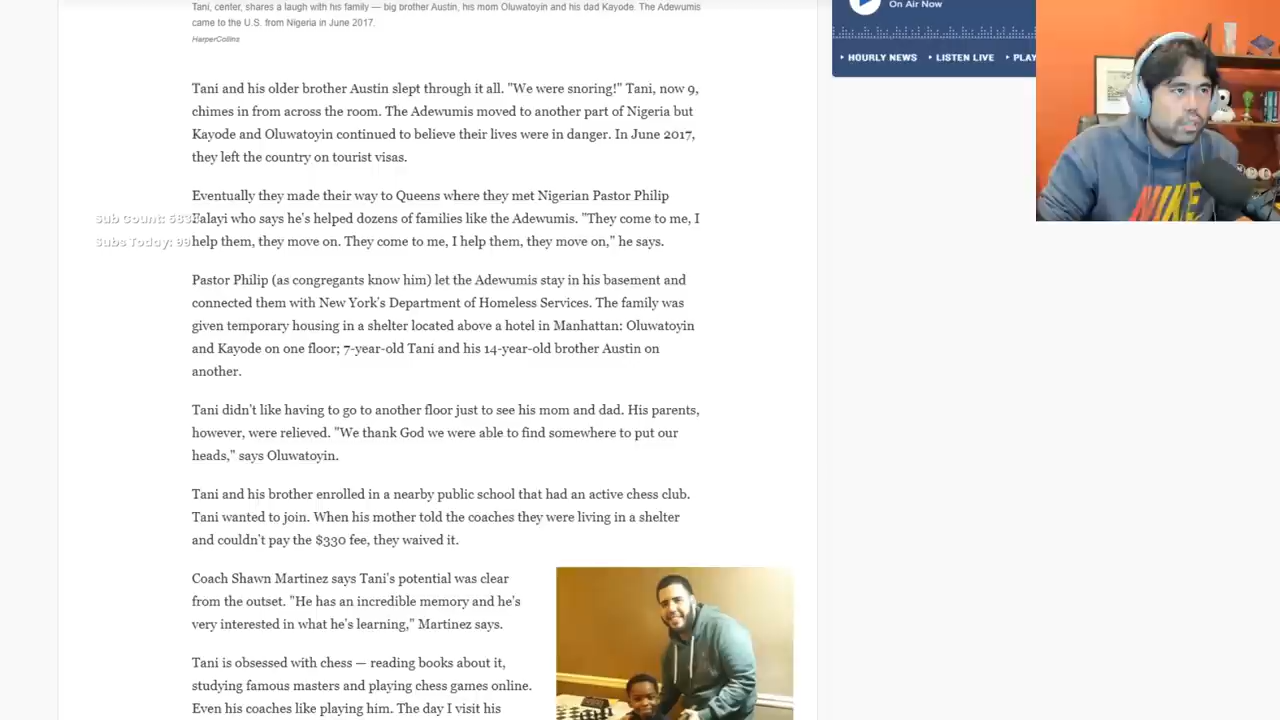 Tani, center, shares a laugh with his family — big brother Austin, his mom Oluwatoyin and his dad Kayode. The Adewumis
came to the U.S. from Nigeria in June 2017.
HarperCollins
On Air Now
HOURLY NEWS
LISTEN LIVE
PLAY
Tani and his older brother Austin slept through it all. "We were snoring!" Tani, now 9,
chimes in from across the room. The Adewumis moved to another part of Nigeria but
Kayode and Oluwatoyin continued to believe their lives were in danger. In June 2017,
they left the country on tourist visas.
Eventually they made their way to Queens where they met Nigerian Pastor Philip
Falayi who says he's helped dozens of families like the Adewumis. "They come to me, I
help them, they move on. They come to me, I help them, they move on," he says.
Sub Count:
Subs Today: 99
Pastor Philip (as congregants know him) let the Adewumis stay in his basement and
connected them with New York's Department of Homeless Services. The family was
given temporary housing in a shelter located above a hotel in Manhattan: Oluwatoyin
and Kayode on one floor; 7-year-old Tani and his 14-year-old brother Austin on
another.
Tani didn't like having to go to another floor just to see his mom and dad. His parents,
however, were relieved. "We thank God we were able to find somewhere to put our
heads," says Oluwatoyin.
Tani and his brother enrolled in a nearby public school that had an active chess club.
Tani wanted to join. When his mother told the coaches they were living in a shelter
and couldn't pay the $330 fee, they waived it.
Coach Shawn Martinez says Tani's potential was clear
from the outset. "He has an incredible memory and he's
very interested in what he's learning," Martinez says.
Tani is obsessed with chess — reading books about it,
studying famous masters and playing chess games online.
Even his coaches like playing him. The day I visit his
NIKE